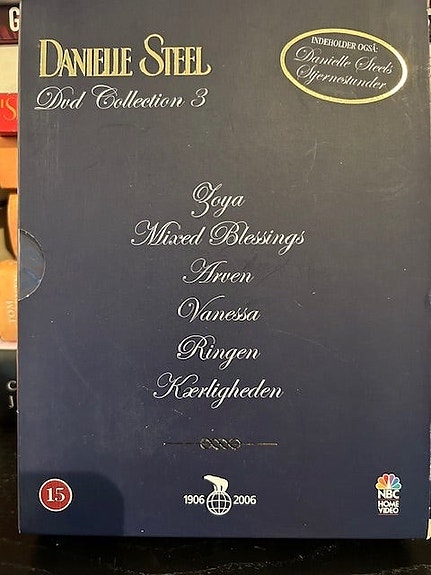 DANIELLE STEEL
Dvd Collection 3
INDEHOLDER OGSÅ:
Danielle Steels
Stjernestunder
Zoya
Mixed Blessings
Arven
Vanessa
Ringen
Kærligheden
15
1906 2006
NBC
HOME
VIDEO
TOM